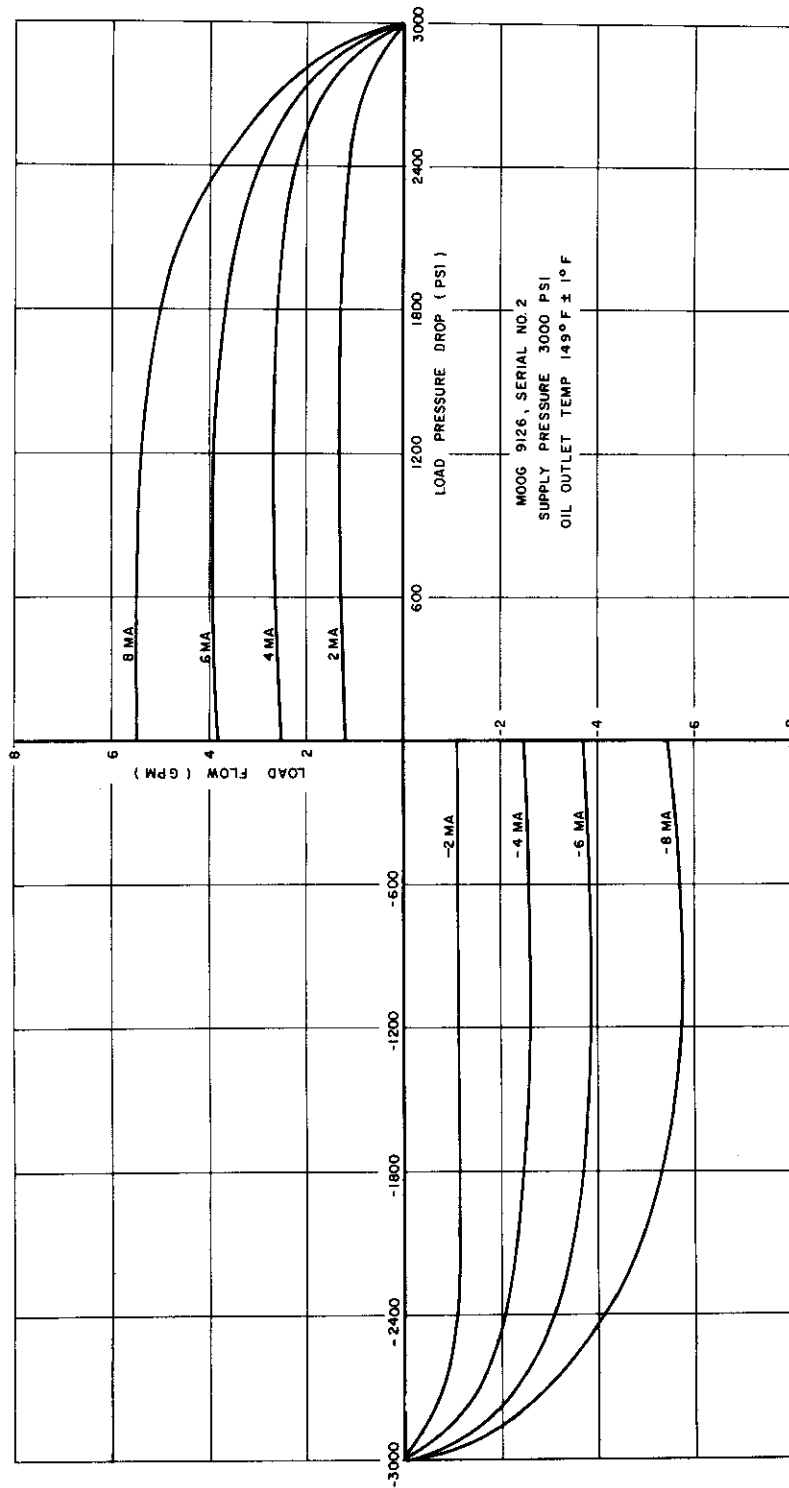 8
6
4
2
LOAD FLOW (GPM)
8 MA
6 MA
4 MA
2 MA
600
1200
1800
2400
3000
LOAD PRESSURE DROP (PSI)
MOOG 9126, SERIAL NO. 2
SUPPLY PRESSURE 3000 PSI
OIL OUTLET TEMP 149°F ± 1°F
-3000
-2400
-1800
-1200
-600
-2 MA
-4 MA
-6 MA
-8 MA
-2
-4
-6
-8